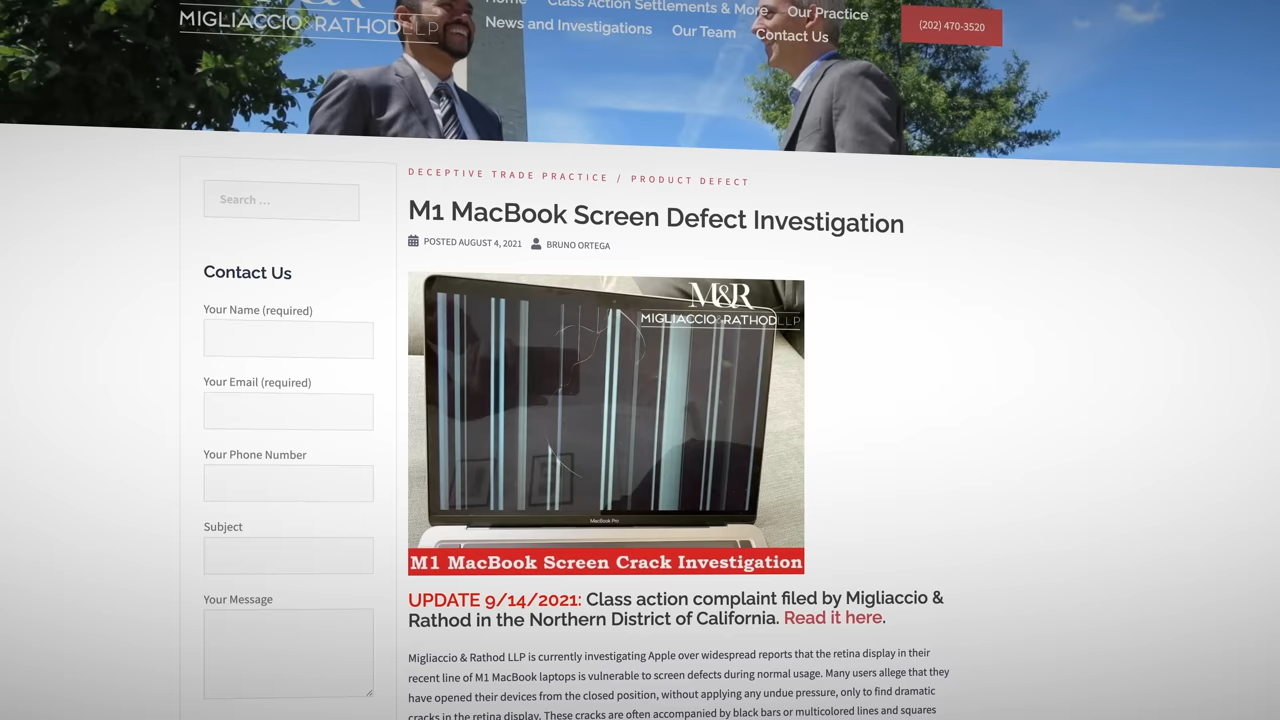 M&R
MIGLIACCIO & RATHOD LLP
Home Class Action Settlements & More Our Practice
News and Investigations Our Team Contact Us
(202) 470-3520
Search ...
Contact Us
Your Name (required)
Your Email (required)
Your Phone Number
Subject
Your Message
DECEPTIVE TRADE PRACTICE / PRODUCT DEFECT
M1 MacBook Screen Defect Investigation
POSTED AUGUST 4, 2021 BRUNO ORTEGA
M&R
MIGLIACCIO & RATHOD LLP
MacBook Pro
M1 MacBook Screen Crack Investigation
UPDATE 9/14/2021: Class action complaint filed by Migliaccio &
Rathod in the Northern District of California. Read it here.
Migliaccio & Rathod LLP is currently investigating Apple over widespread reports that the retina display in their
recent line of M1 MacBook laptops is vulnerable to screen defects during normal usage. Many users allege that they
have opened their devices from the closed position, without applying any undue pressure, only to find dramatic
cracks in the retina display. These cracks are often accompanied by black bars or multicolored lines and squares